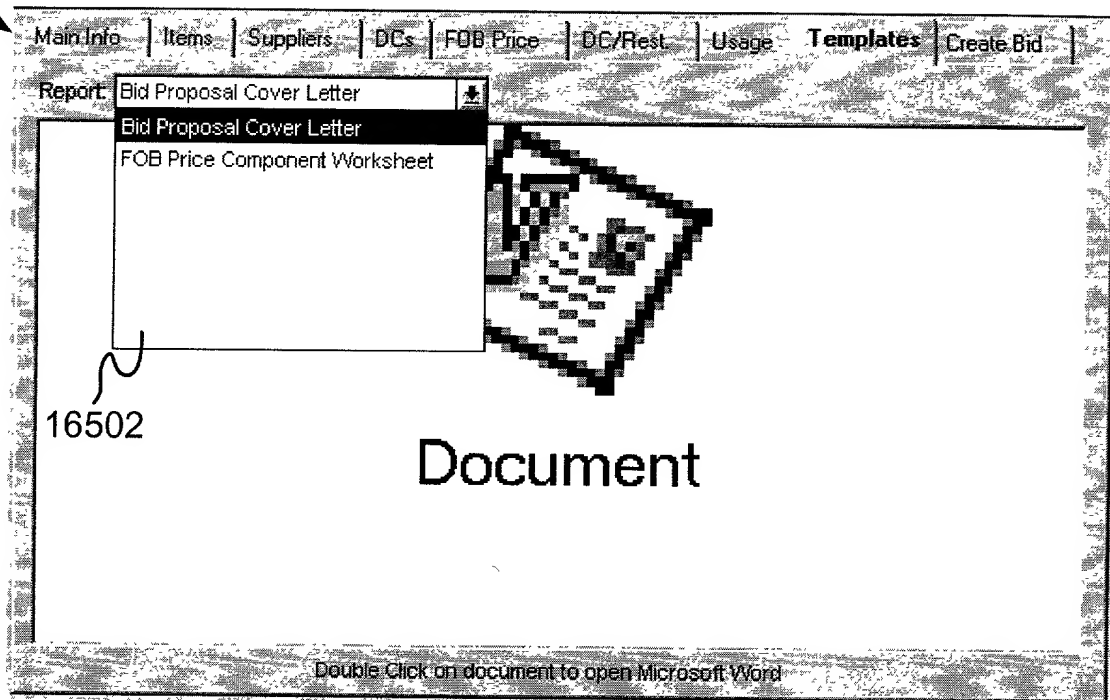 Main Info Items Suppliers DCs FOB Price DC/Rest. Usage Templates Create Bid
Report: Bid Proposal Cover Letter
Bid Proposal Cover Letter
FOB Price Component Worksheet
16502
Document
Double Click on document to open Microsoft Word